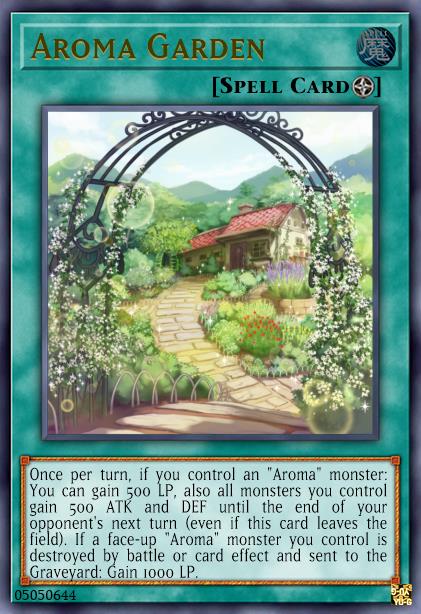 Aroma Garden
魔
[Spell Card]
Once per turn, if you control an "Aroma" monster:
You can gain 500 LP, also all monsters you control
gain 500 ATK and DEF until the end of your
opponent's next turn (even if this card leaves the
field). If a face-up "Aroma" monster you control is
destroyed by battle or card effect and sent to the
Graveyard: Gain 1000 LP.
05050644